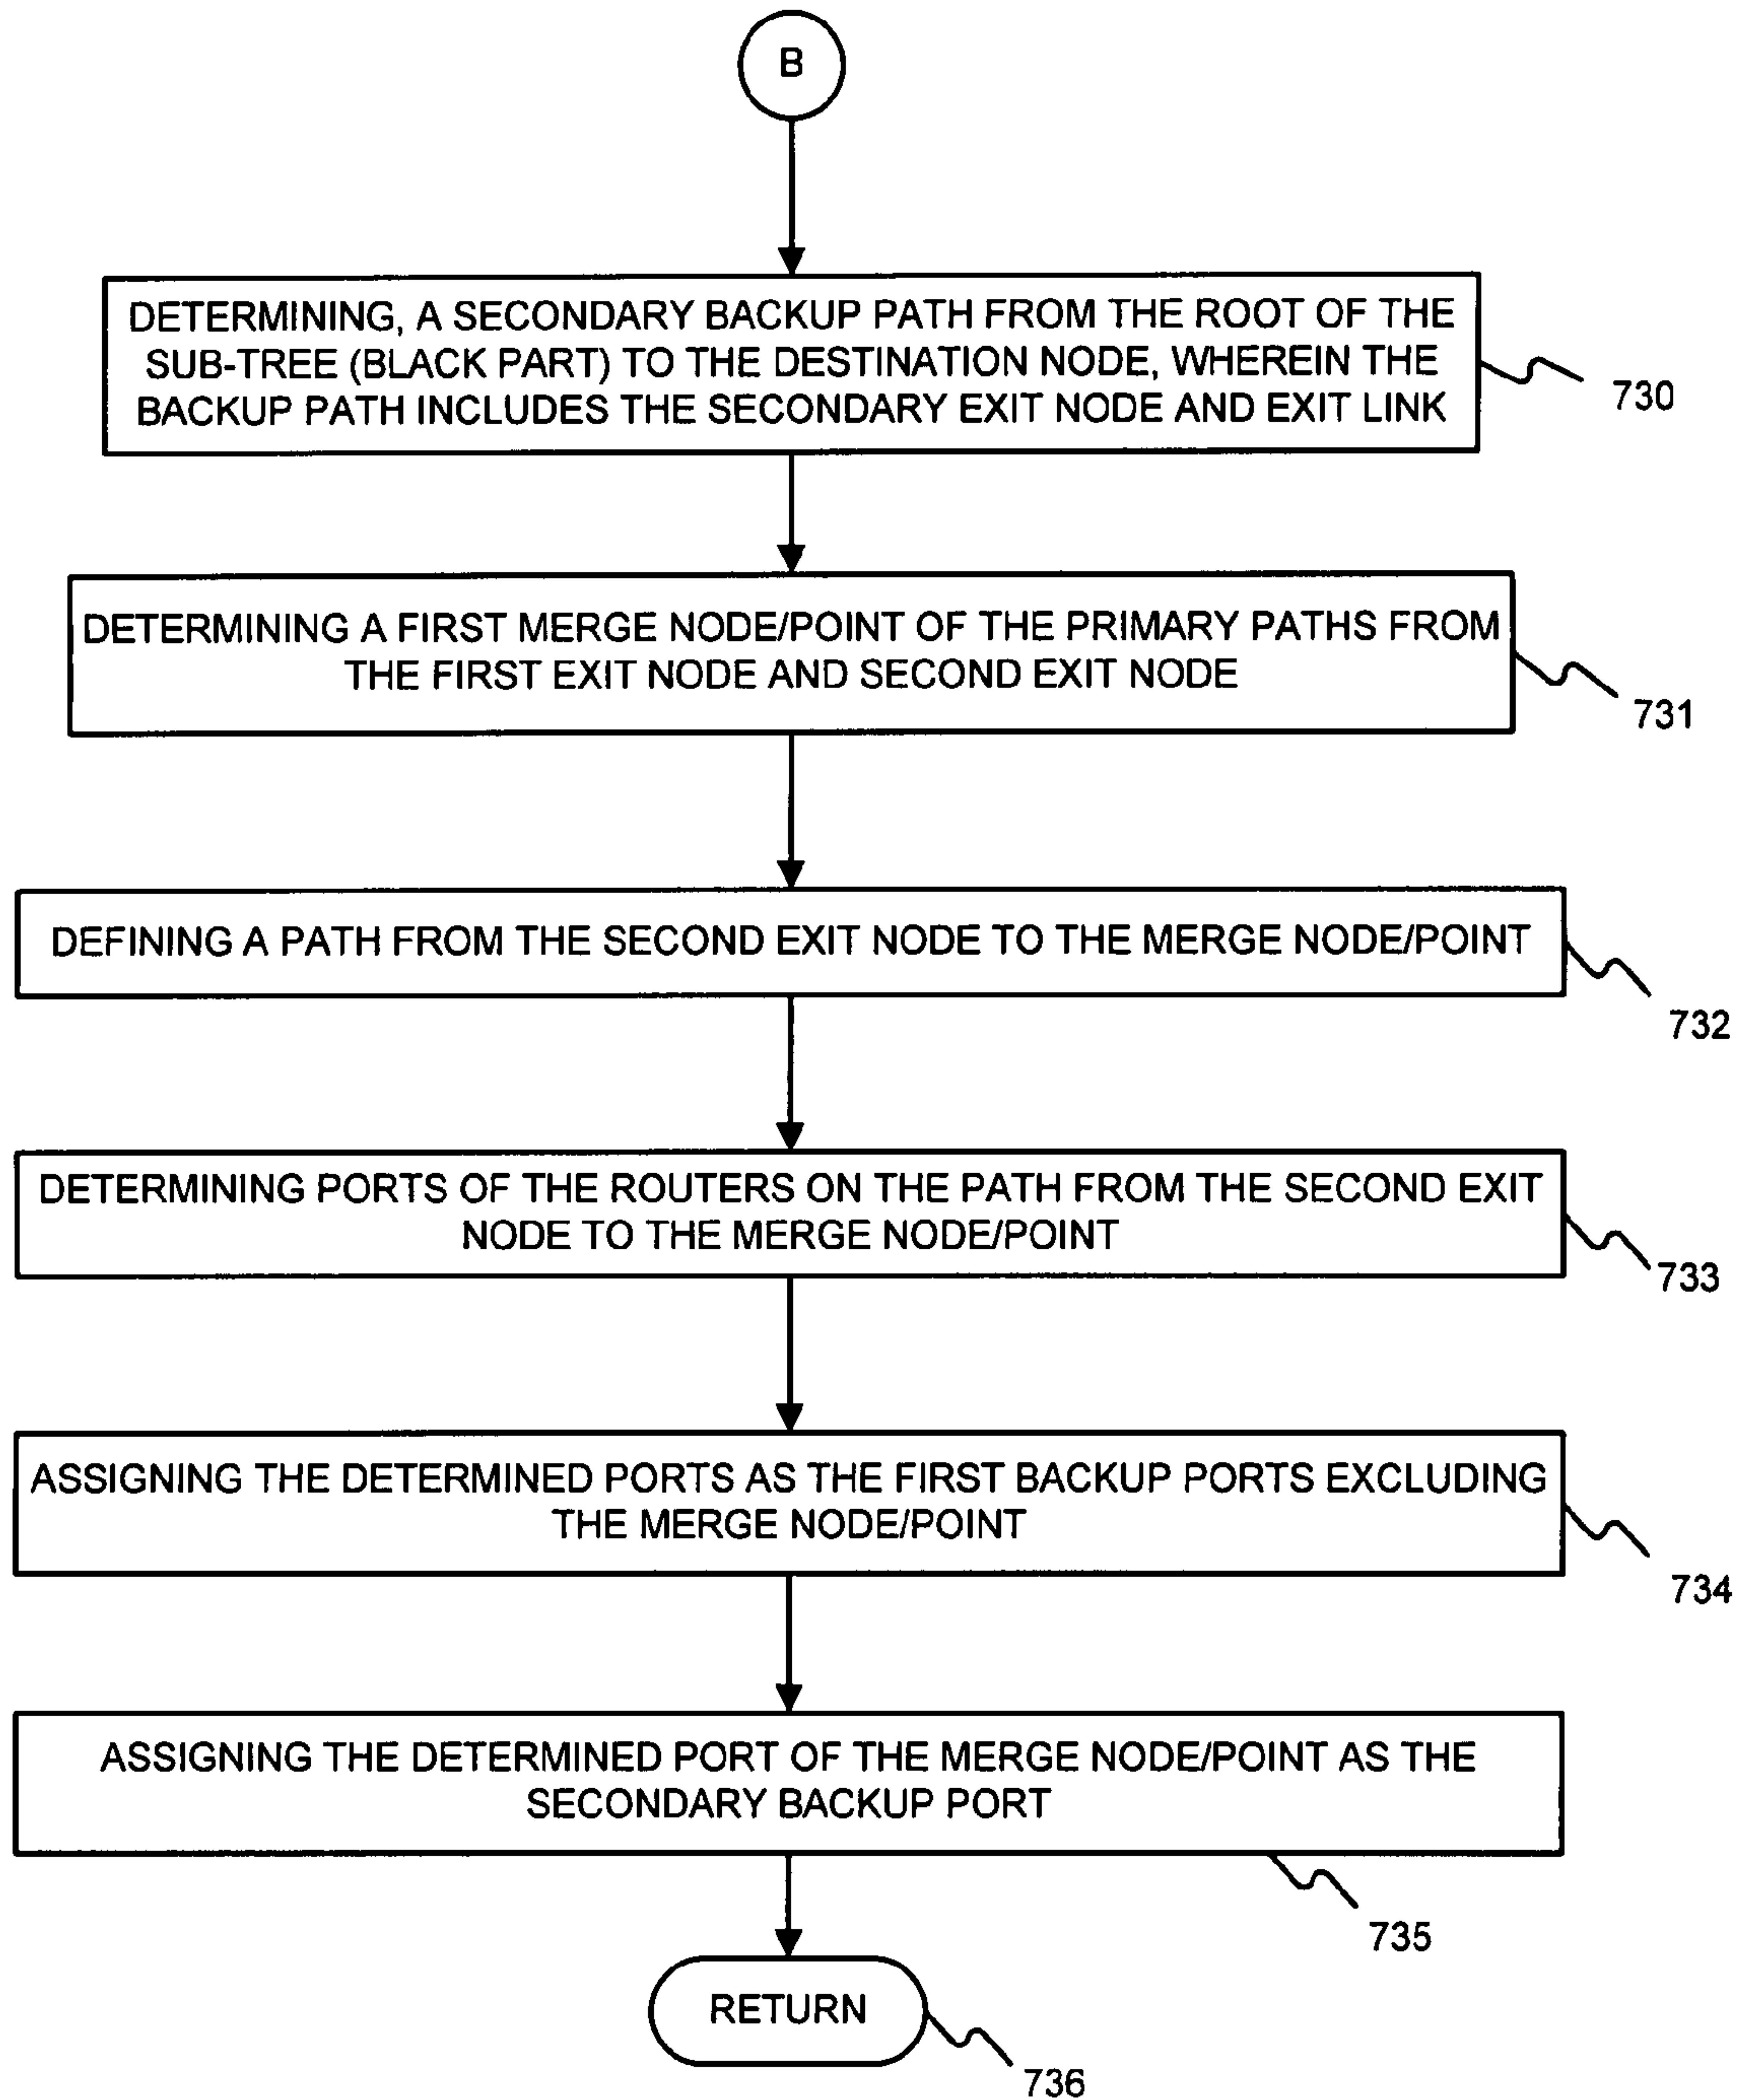 B
DETERMINING, A SECONDARY BACKUP PATH FROM THE ROOT OF THE
SUB-TREE (BLACK PART) TO THE DESTINATION NODE, WHEREIN THE
BACKUP PATH INCLUDES THE SECONDARY EXIT NODE AND EXIT LINK
730
DETERMINING A FIRST MERGE NODE/POINT OF THE PRIMARY PATHS FROM
THE FIRST EXIT NODE AND SECOND EXIT NODE
731
DEFINING A PATH FROM THE SECOND EXIT NODE TO THE MERGE NODE/POINT
732
DETERMINING PORTS OF THE ROUTERS ON THE PATH FROM THE SECOND EXIT
NODE TO THE MERGE NODE/POINT
733
ASSIGNING THE DETERMINED PORTS AS THE FIRST BACKUP PORTS EXCLUDING
THE MERGE NODE/POINT
734
ASSIGNING THE DETERMINED PORT OF THE MERGE NODE/POINT AS THE
SECONDARY BACKUP PORT
735
RETURN
736